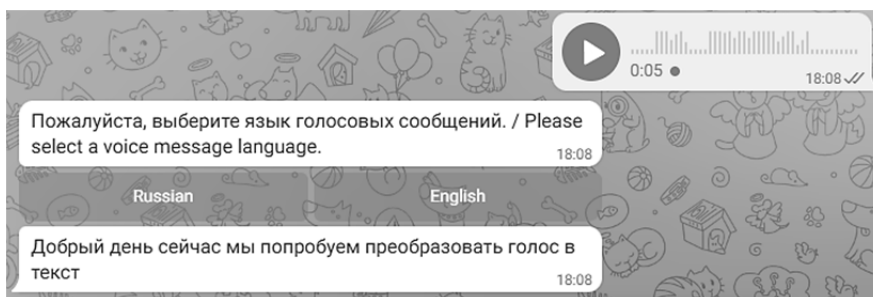 0:05
18:08
Пожалуйста, выберите язык голосовых сообщений. / Please
select a voice message language.
18:08
Russian
English
Добрый день сейчас мы попробуем преобразовать голос в
текст
18:08